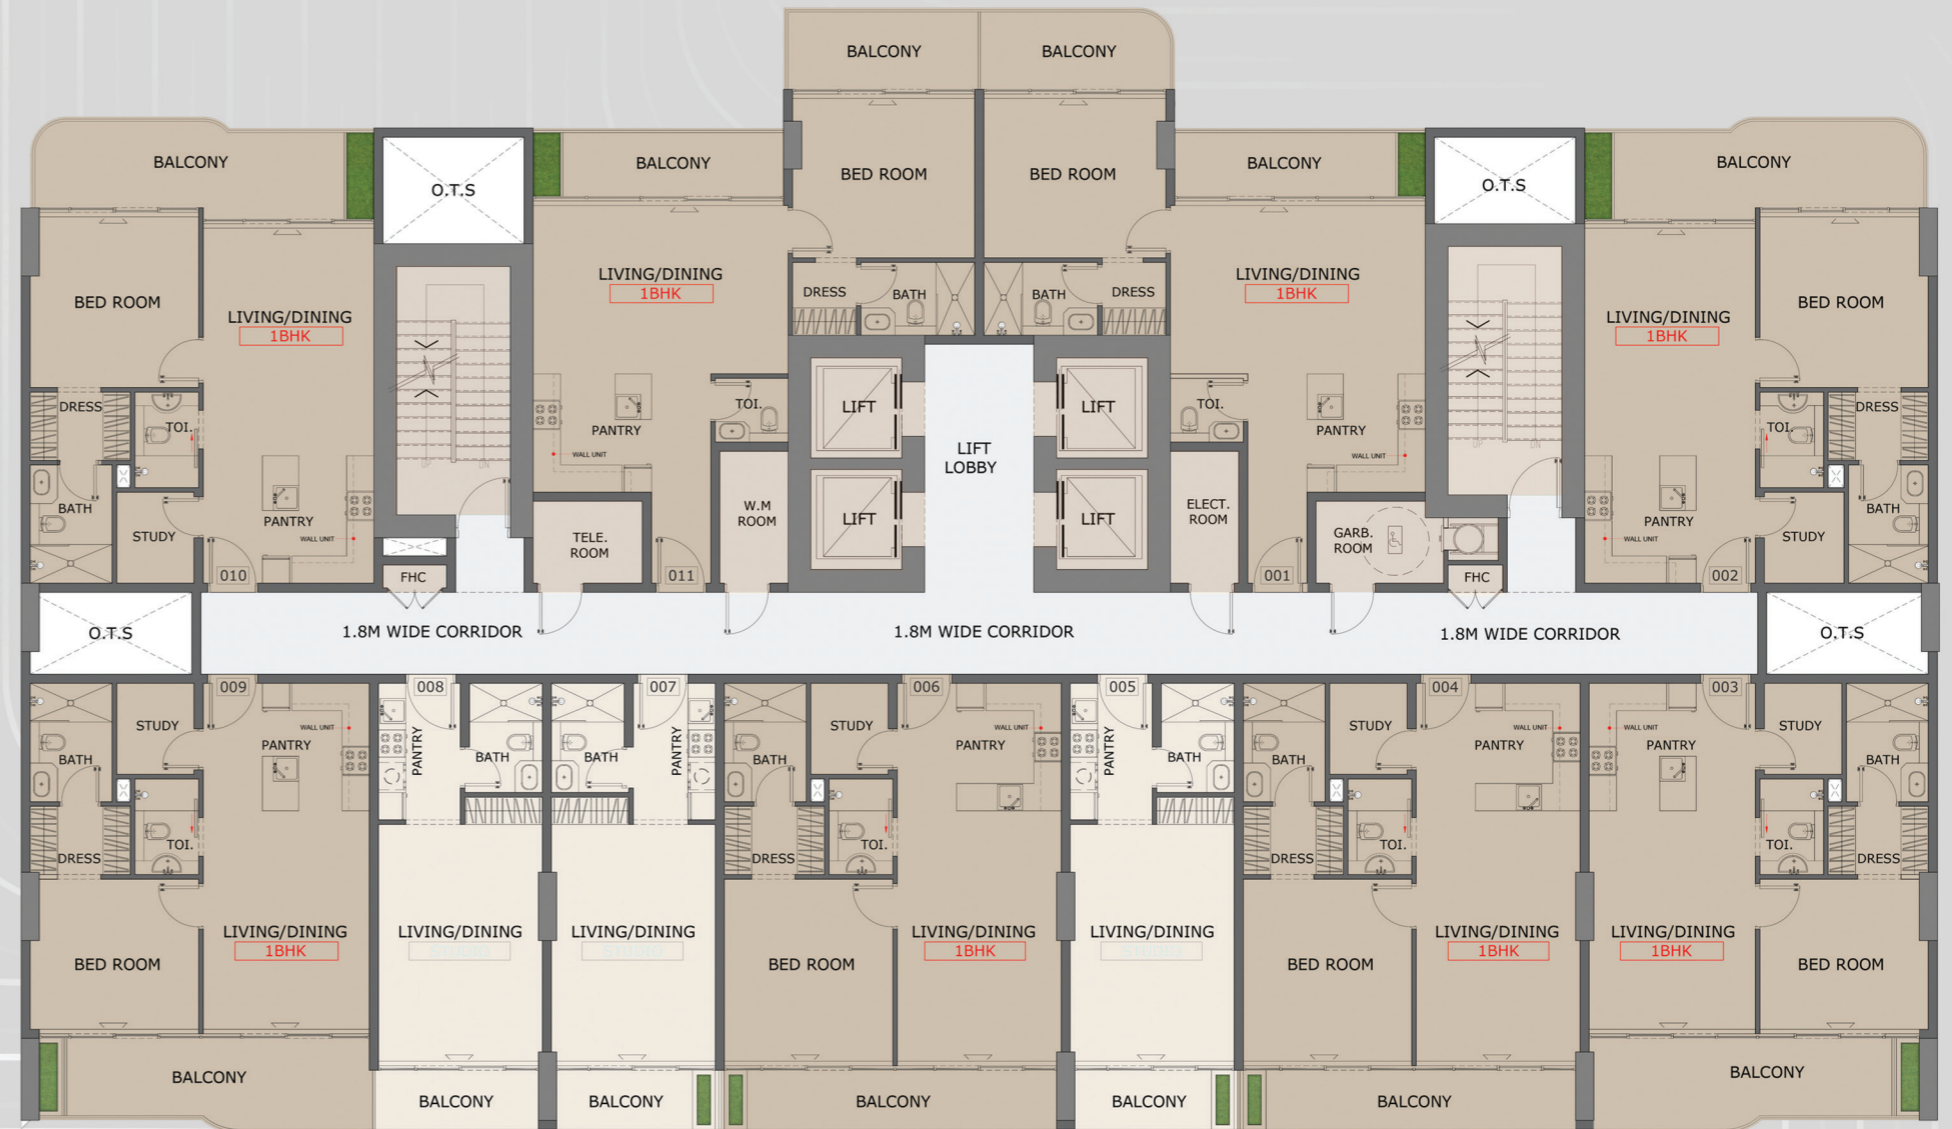 BALCONY
BALCONY
BALCONY
BALCONY
BALCONY
BALCONY
O.T.S
BED ROOM
BED ROOM
O.T.S
BED ROOM
LIVING/DINING
1BHK
LIVING/DINING
1BHK
DRESS
BATH
BATH
DRESS
LIVING/DINING
1BHK
LIVING/DINING
1BHK
BED ROOM
DRESS
TOI.
PANTRY
WALL UNIT
TOI.
LIFT
LIFT
LIFT
LOBBY
TOI.
PANTRY
WALL UNIT
TOI.
DRESS
BATH
STUDY
PANTRY
WALL UNIT
TELE.
ROOM
W.M
ROOM
LIFT
LIFT
ELECT.
ROOM
GARB.
ROOM
PANTRY
WALL UNIT
STUDY
BATH
010
FHC
011
001
FHC
002
O.T.S
1.8M WIDE CORRIDOR
1.8M WIDE CORRIDOR
1.8M WIDE CORRIDOR
O.T.S
009
008
007
006
005
004
003
STUDY
WALL UNIT
PANTRY
BATH
PANTRY
BATH
BATH
PANTRY
STUDY
WALL UNIT
PANTRY
BATH
PANTRY
BATH
STUDY
WALL UNIT
PANTRY
BATH
WALL UNIT
PANTRY
STUDY
BATH
DRESS
TOI.
DRESS
TOI.
DRESS
TOI.
TOI.
DRESS
LIVING/DINING
1BHK
LIVING/DINING
STUDIO
LIVING/DINING
STUDIO
LIVING/DINING
1BHK
LIVING/DINING
STUDIO
LIVING/DINING
1BHK
LIVING/DINING
1BHK
BED ROOM
BED ROOM
BED ROOM
BED ROOM
BALCONY
BALCONY
BALCONY
BALCONY
BALCONY
BALCONY
BALCONY